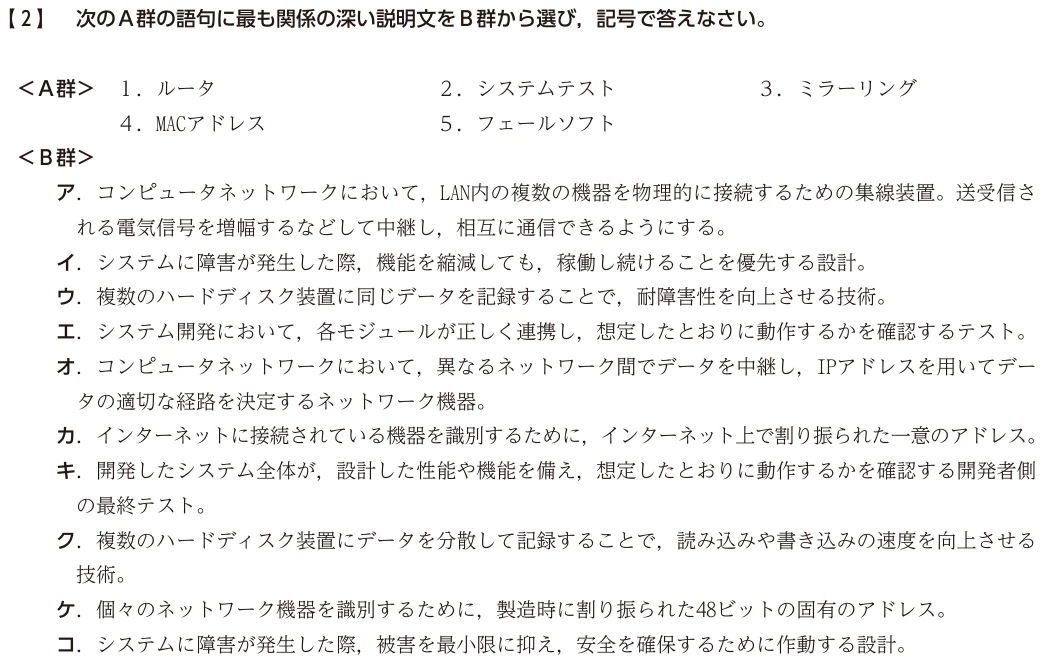 【２】　次のＡ群の語句に最も関係の深い説明文をＢ群から選び，記号で答えなさい。
＜Ａ群＞　１．ルータ　２．システムテスト　３．ミラーリング
４．MACアドレス　５．フェールソフト
＜Ｂ群＞
ア．コンピュータネットワークにおいて，LAN内の複数の機器を物理的に接続するための集線装置。送受信さ
れる電気信号を増幅するなどして中継し，相互に通信できるようにする。
イ．システムに障害が発生した際，機能を縮減しても，稼働し続けることを優先する設計。
ウ．複数のハードディスク装置に同じデータを記録することで，耐障害性を向上させる技術。
エ．システム開発において，各モジュールが正しく連携し，想定したとおりに動作するかを確認するテスト。
オ．コンピュータネットワークにおいて，異なるネットワーク間でデータを中継し，IPアドレスを用いてデー
タの適切な経路を決定するネットワーク機器。
カ．インターネットに接続されている機器を識別するために，インターネット上で割り振られた一意のアドレス。
キ．開発したシステム全体が，設計した性能や機能を備え，想定したとおりに動作するかを確認する開発者側
の最終テスト。
ク．複数のハードディスク装置にデータを分散して記録することで，読み込みや書き込みの速度を向上させる
技術。
ケ．個々のネットワーク機器を識別するために，製造時に割り振られた48ビットの固有のアドレス。
コ．システムに障害が発生した際，被害を最小限に抑え，安全を確保するために作動する設計。